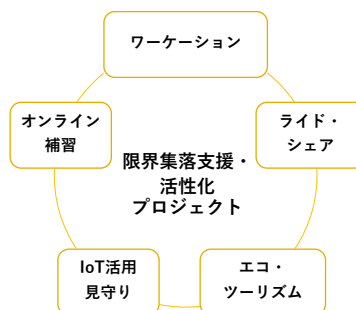 ワーケーション
オンライン
補習
ライド・
シェア
限界集落支援・
活性化
プロジェクト
IoT活用
見守り
エコ・
ツーリズム